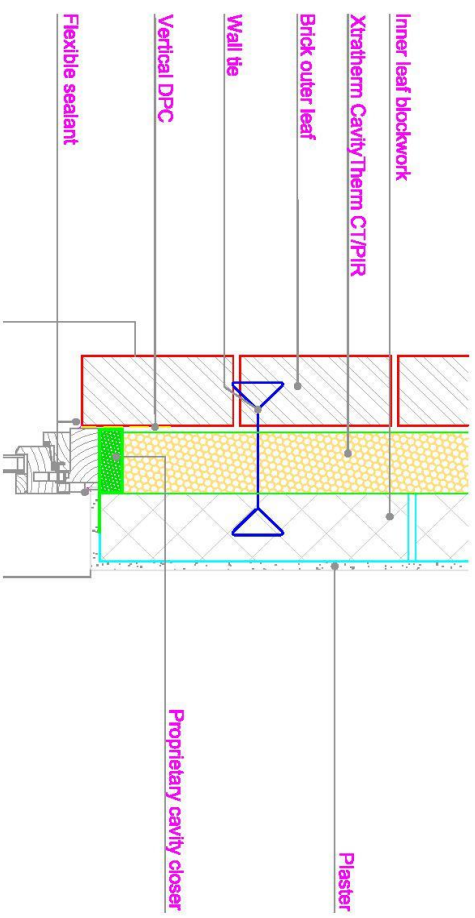 Inner leaf blockwork
Xtratherm CavityTherm CT/PIR
Brick outer leaf
Wall tie
Vertical DPC
Flexible sealant
Plaster
Proprietary cavity closer